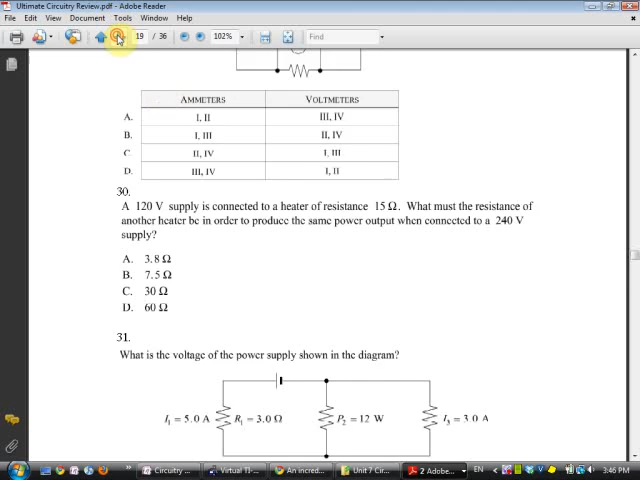 Ultimate Circuitry Review.pdf - Adobe Reader
File Edit View Document Tools Window Help
19 / 36 102% Find
AMMETERS VOLTMETERS
A. I, II III, IV
B. I, III II, IV
C. II, IV I, III
D. III, IV I, II
30.
A 120 V supply is connected to a heater of resistance 15 Ω. What must the resistance of
another heater be in order to produce the same power output when connected to a 240 V
supply?
A. 3.8 Ω
B. 7.5 Ω
C. 30 Ω
D. 60 Ω
31.
What is the voltage of the power supply shown in the diagram?
I₁ = 5.0 A R₁ = 3.0 Ω P₂ = 12 W I₃ = 3.0 A
Circuitry ... Virtual TI-... An incre... Unit 7 Circ... 2 Adobe... EN 3:46 PM